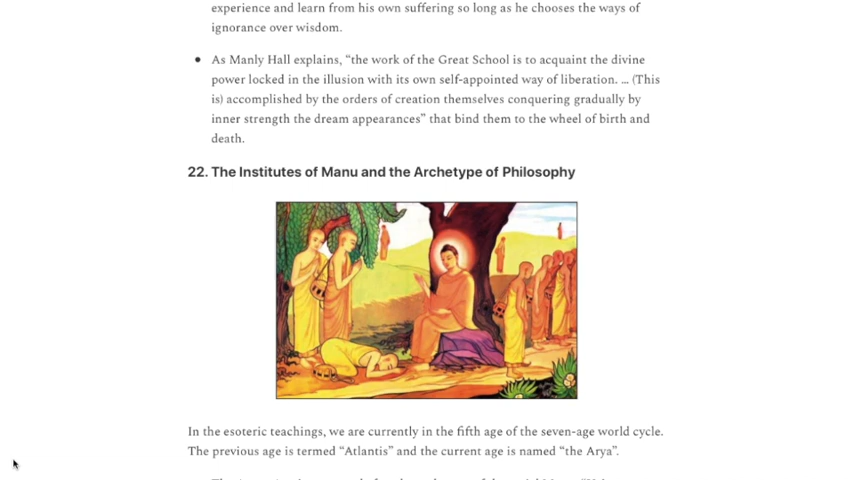 experience and learn from his own suffering so long as he chooses the ways of
ignorance over wisdom.
As Manly Hall explains, “the work of the Great School is to acquaint the divine
power locked in the illusion with its own self-appointed way of liberation. ... (This
is) accomplished by the orders of creation themselves conquering gradually by
inner strength the dream appearances” that bind them to the wheel of birth and
death.
22. The Institutes of Manu and the Archetype of Philosophy
In the esoteric teachings, we are currently in the fifth age of the seven-age world cycle.
The previous age is termed “Atlantis” and the current age is named “the Arya”.